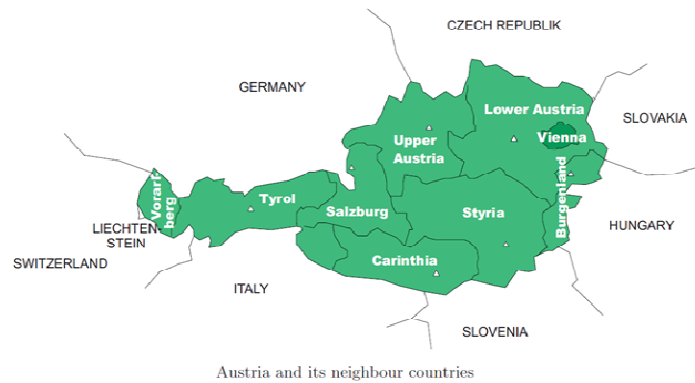 CZECH REPUBLIK
GERMANY
Lower Austria
SLOVAKIA
Vienna
Upper
Austria
Vorarl
berg
Tyrol
Salzburg
Styria
Burgenland
LIECHTEN-
STEIN
HUNGARY
SWITZERLAND
Carinthia
ITALY
SLOVENIA
Austria and its neighbour countries